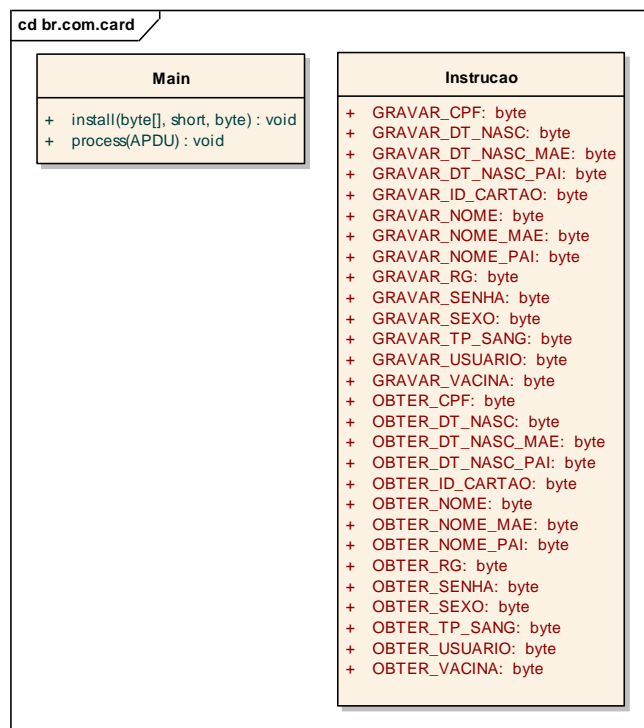 cd br.com.card
Main
+ install(byte[], short, byte) : void
+ process(APDU) : void
Instrucao
+ GRAVAR_CPF: byte
+ GRAVAR_DT_NASC: byte
+ GRAVAR_DT_NASC_MAE: byte
+ GRAVAR_DT_NASC_PAI: byte
+ GRAVAR_ID_CARTAO: byte
+ GRAVAR_NOME: byte
+ GRAVAR_NOME_MAE: byte
+ GRAVAR_NOME_PAI: byte
+ GRAVAR_RG: byte
+ GRAVAR_SENHA: byte
+ GRAVAR_SEXO: byte
+ GRAVAR_TP_SANG: byte
+ GRAVAR_USUARIO: byte
+ GRAVAR_VACINA: byte
+ OBTER_CPF: byte
+ OBTER_DT_NASC: byte
+ OBTER_DT_NASC_MAE: byte
+ OBTER_DT_NASC_PAI: byte
+ OBTER_ID_CARTAO: byte
+ OBTER_NOME: byte
+ OBTER_NOME_MAE: byte
+ OBTER_NOME_PAI: byte
+ OBTER_RG: byte
+ OBTER_SENHA: byte
+ OBTER_SEXO: byte
+ OBTER_TP_SANG: byte
+ OBTER_USUARIO: byte
+ OBTER_VACINA: byte